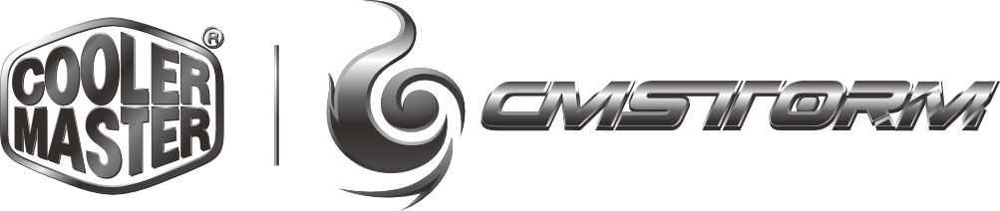 COOLER
MASTER
®
CMSTORM